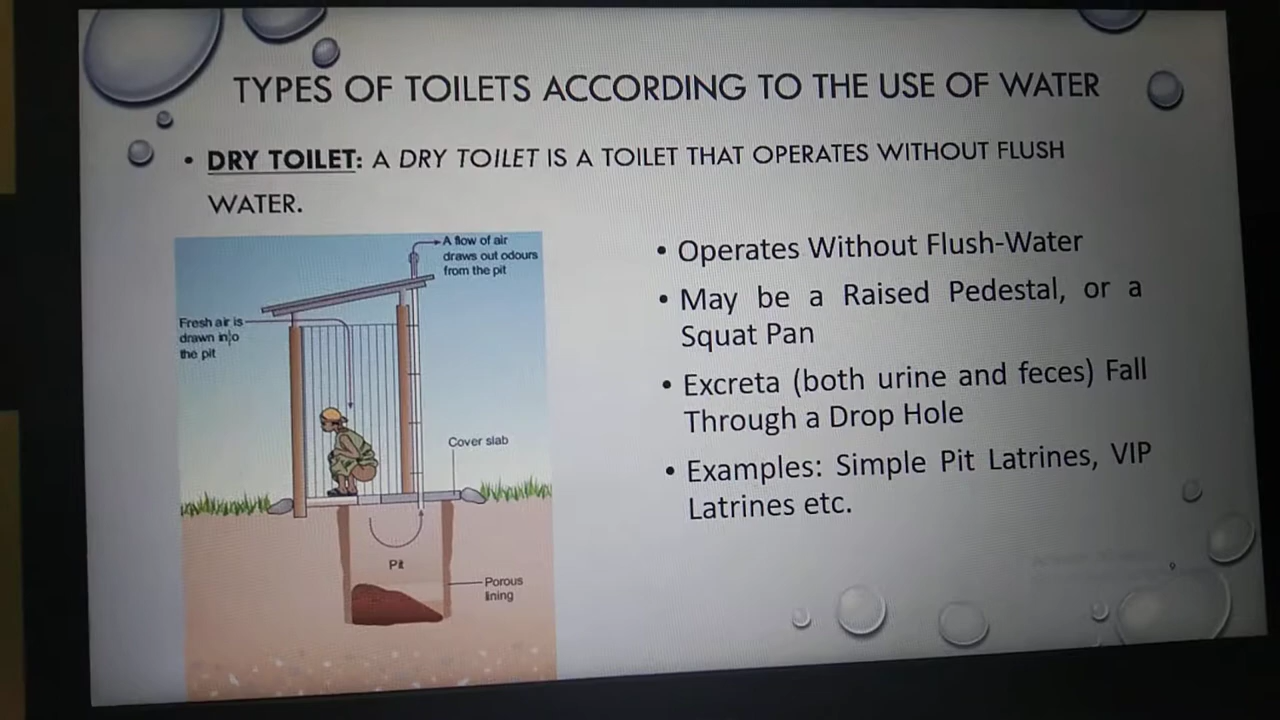 TYPES OF TOILETS ACCORDING TO THE USE OF WATER
• DRY TOILET: A DRY TOILET IS A TOILET THAT OPERATES WITHOUT FLUSH
WATER.
A flow of air
draws out odours
from the pit
Fresh air is
drawn into
the pit
Cover slab
Pit
Porous
lining
• Operates Without Flush-Water
• May be a Raised Pedestal, or a
Squat Pan
• Excreta (both urine and feces) Fall
Through a Drop Hole
• Examples: Simple Pit Latrines, VIP
Latrines etc.
9